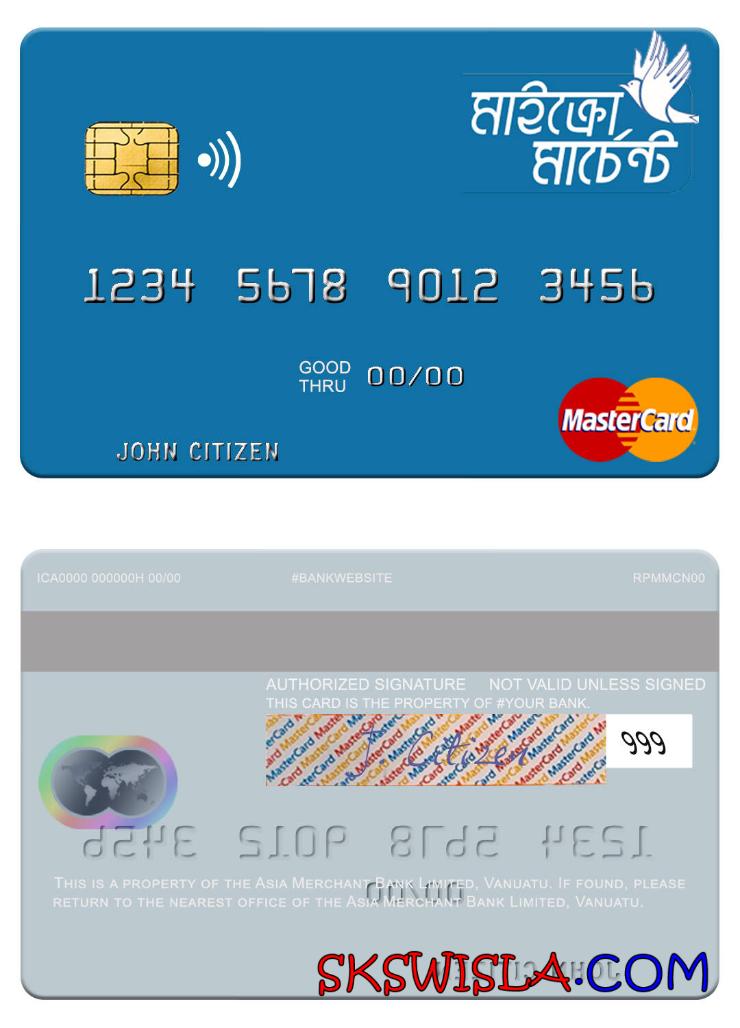 মাইক্রো
মার্চেন্ট
1234 5678 9012 3456
GOOD
THRU 00/00
MasterCard
JOHN CITIZEN
ICA0000 000000H 00/00 #BANKWEBSITE RPMMCN00
AUTHORIZED SIGNATURE NOT VALID UNLESS SIGNED
THIS CARD IS THE PROPERTY OF #YOUR BANK.
J. Citizen 999
THIS IS A PROPERTY OF THE ASIA MERCHANT BANK LIMITED, VANUATU. IF FOUND, PLEASE
RETURN TO THE NEAREST OFFICE OF THE ASIA MERCHANT BANK LIMITED, VANUATU.
SKSWISLA.COM